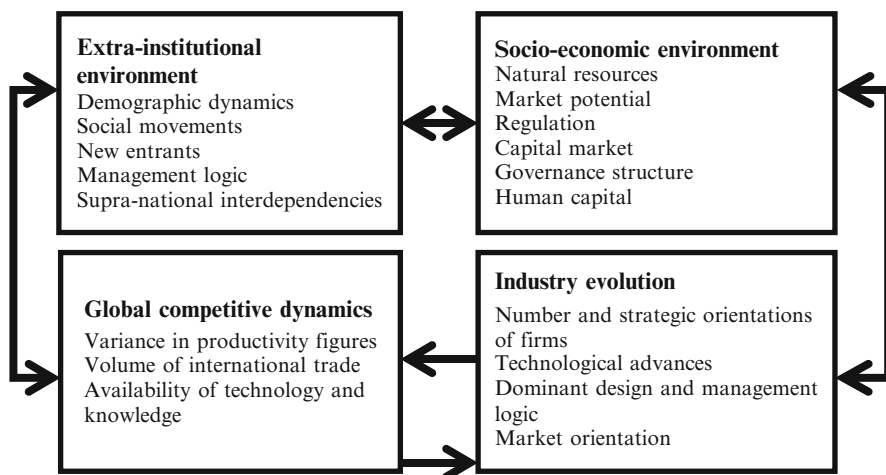 Extra-institutional
environment
Demographic dynamics
Social movements
New entrants
Management logic
Supra-national interdependencies
Socio-economic environment
Natural resources
Market potential
Regulation
Capital market
Governance structure
Human capital
Global competitive dynamics
Variance in productivity figures
Volume of international trade
Availability of technology and
knowledge
Industry evolution
Number and strategic orientations
of firms
Technological advances
Dominant design and management
logic
Market orientation